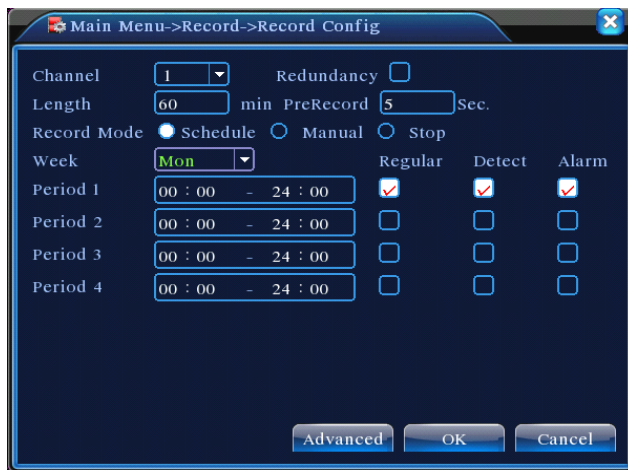 Main Menu->Record->Record Config
Channel 1 Redundancy
Length 60 min PreRecord 5 Sec.
Record Mode Schedule Manual Stop
Week Mon Regular Detect Alarm
Period 1 00 : 00 - 24 : 00
Period 2 00 : 00 - 24 : 00
Period 3 00 : 00 - 24 : 00
Period 4 00 : 00 - 24 : 00
Advanced OK Cancel